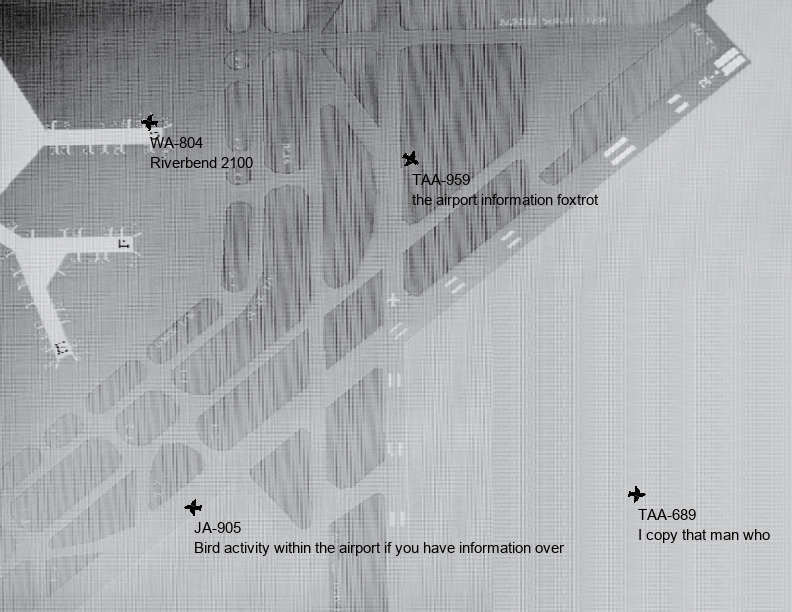 WA-804
Riverbend 2100
TAA-959
the airport information foxtrot
TAA-689
I copy that man who
JA-905
Bird activity within the airport if you have information over